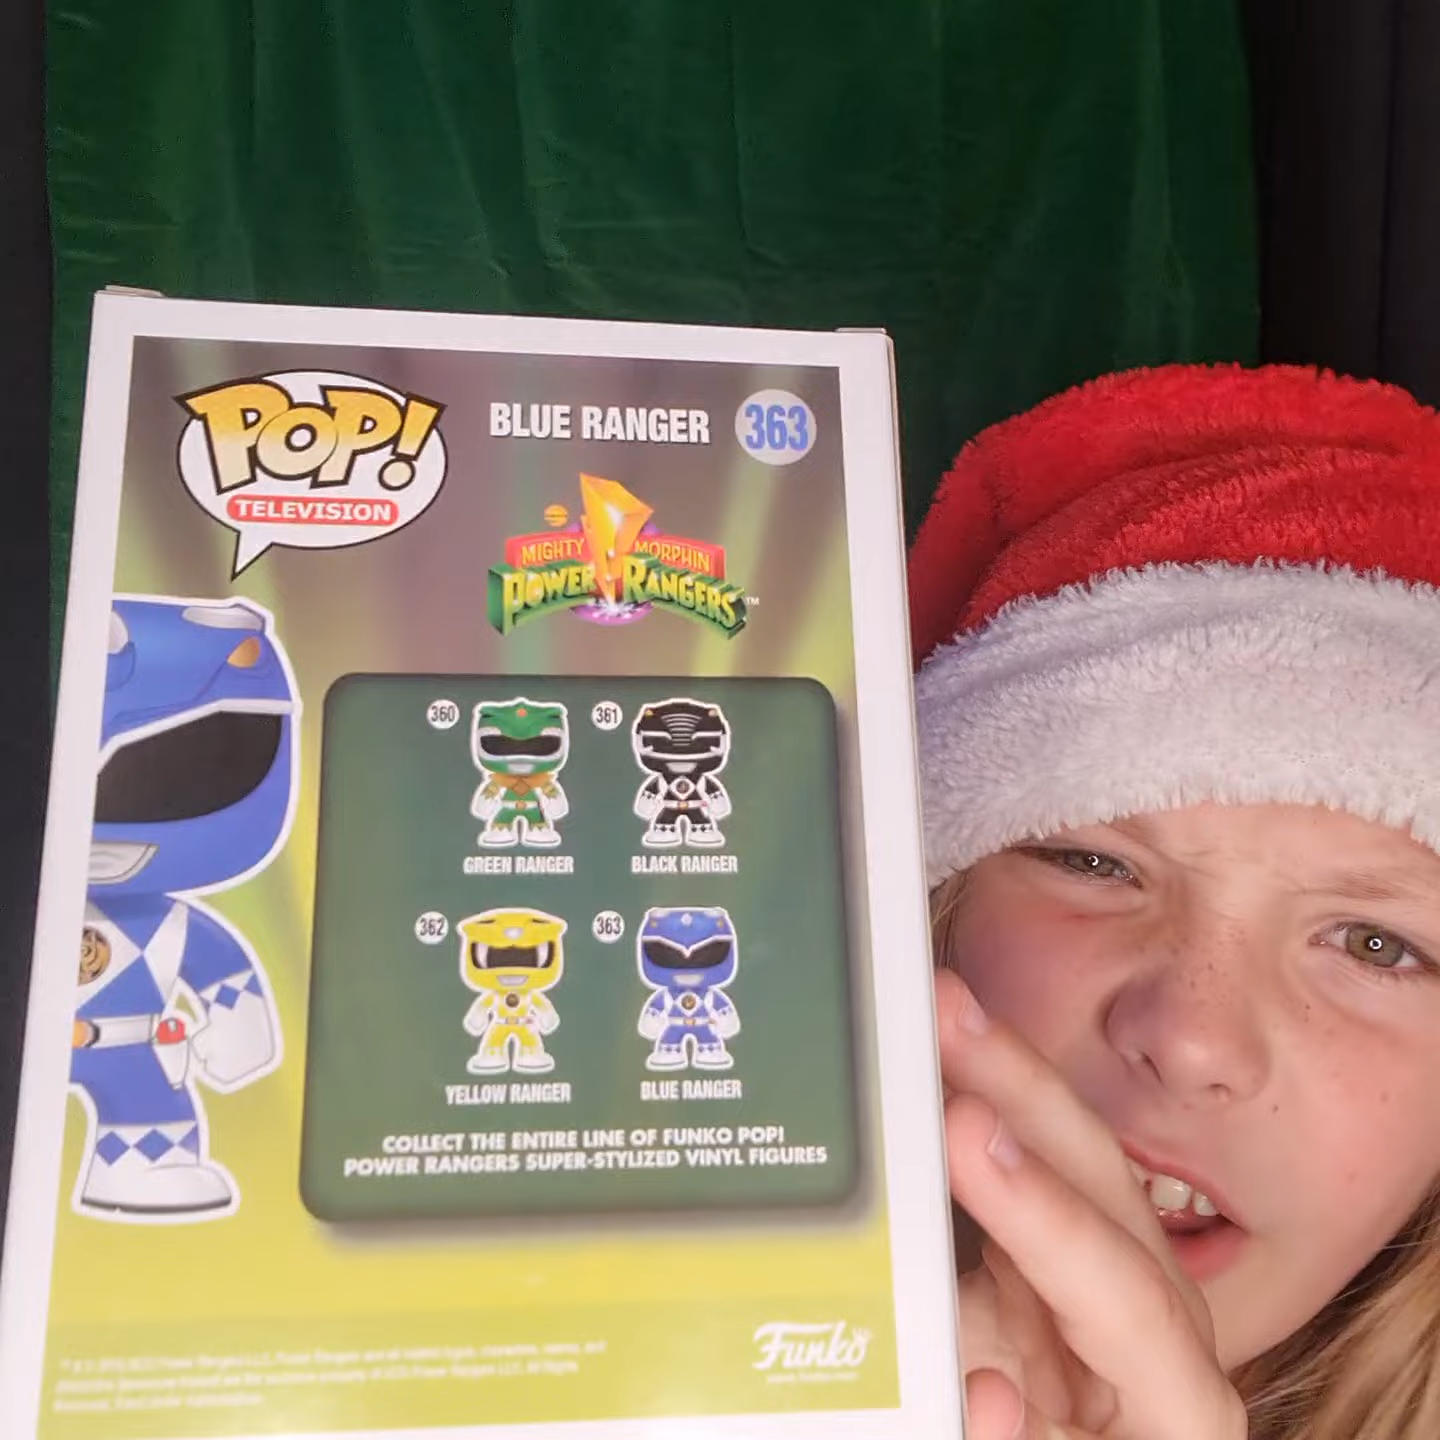 POP!
TELEVISION
BLUE RANGER 363
MIGHTY MORPHIN
POWER RANGERS™
360 361
GREEN RANGER BLACK RANGER
362 363
YELLOW RANGER BLUE RANGER
COLLECT THE ENTIRE LINE OF FUNKO POP!
POWER RANGERS SUPER-STYLIZED VINYL FIGURES
Funko